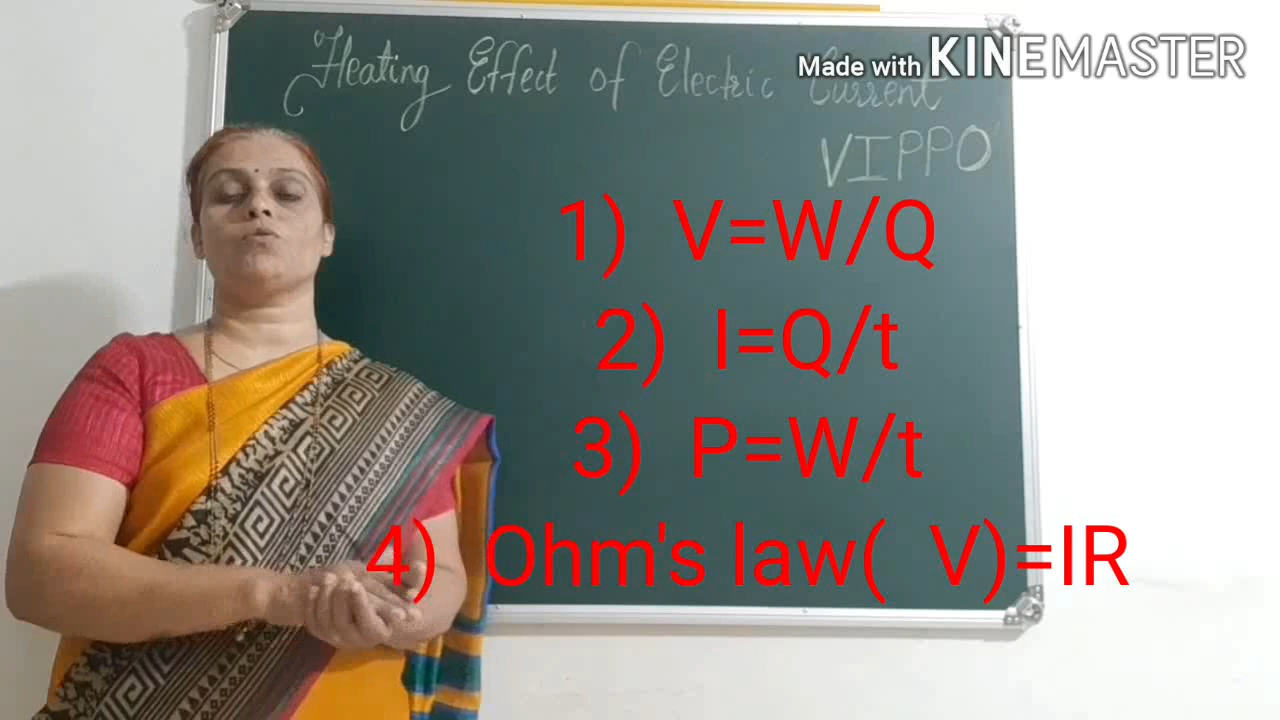 Heating Effect of Electric Current
Made with KINEMASTER
VIPPO
1) V=W/Q
2) I=Q/t
3) P=W/t
4) Ohm's law( V)=IR